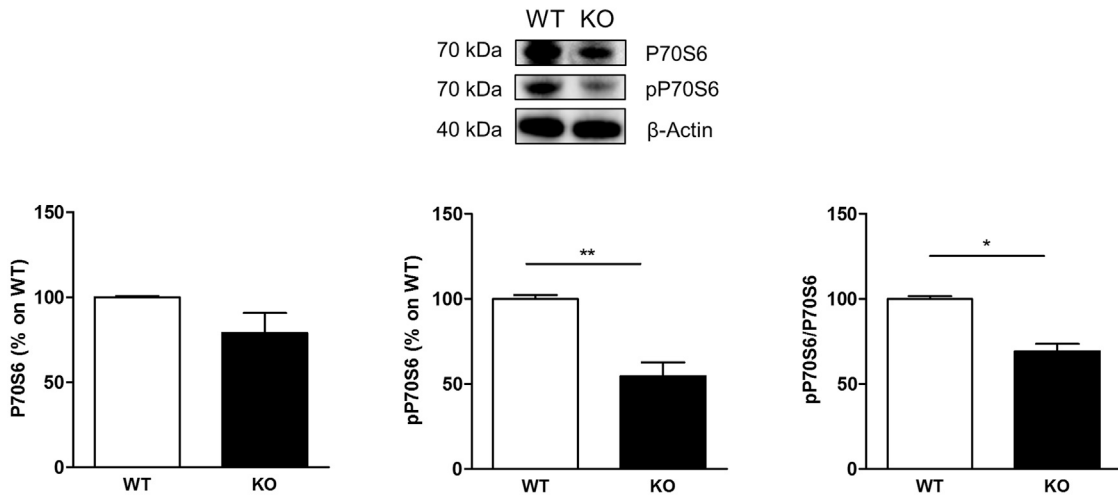 WT KO
70 kDa P70S6
70 kDa pP70S6
40 kDa β-Actin
P70S6 (% on WT)
150
100
50
0
WT KO
pP70S6 (% on WT)
150
100
50
0
**
WT KO
pP70S6/P70S6
150
100
50
0
*
WT KO